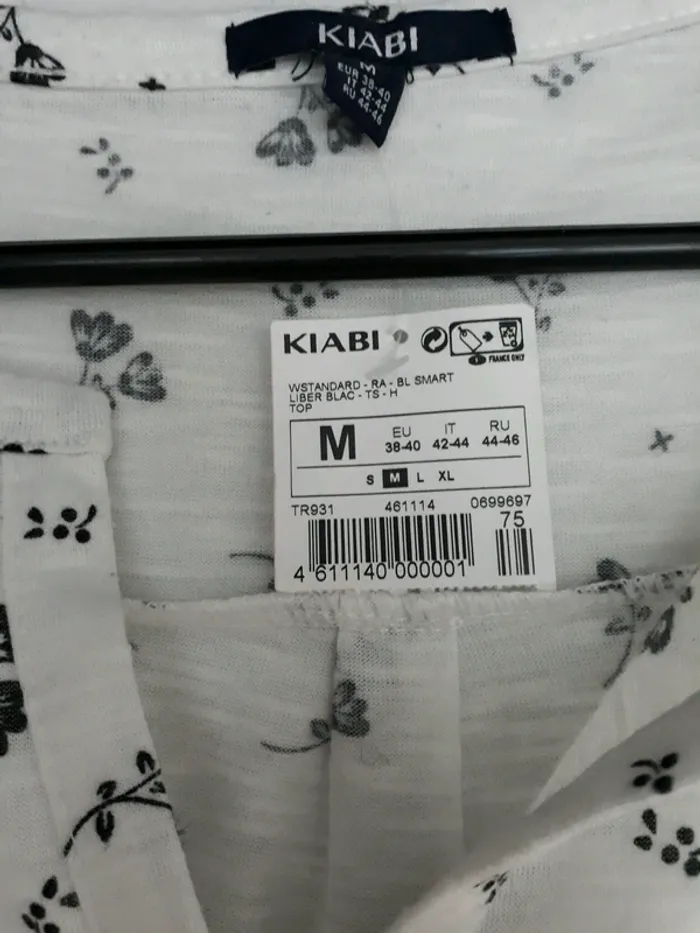 KIABI
M
EUR 38-40
IT 42-44
RU 44-46
KIABI
FRANCE ONLY
WSTANDARD - RA - BL SMART
LIBER BLAC - TS - H
TOP
M
EU IT RU
38-40 42-44 44-46
S M L XL
TR931 461114 0699697
75
4 611140 000001